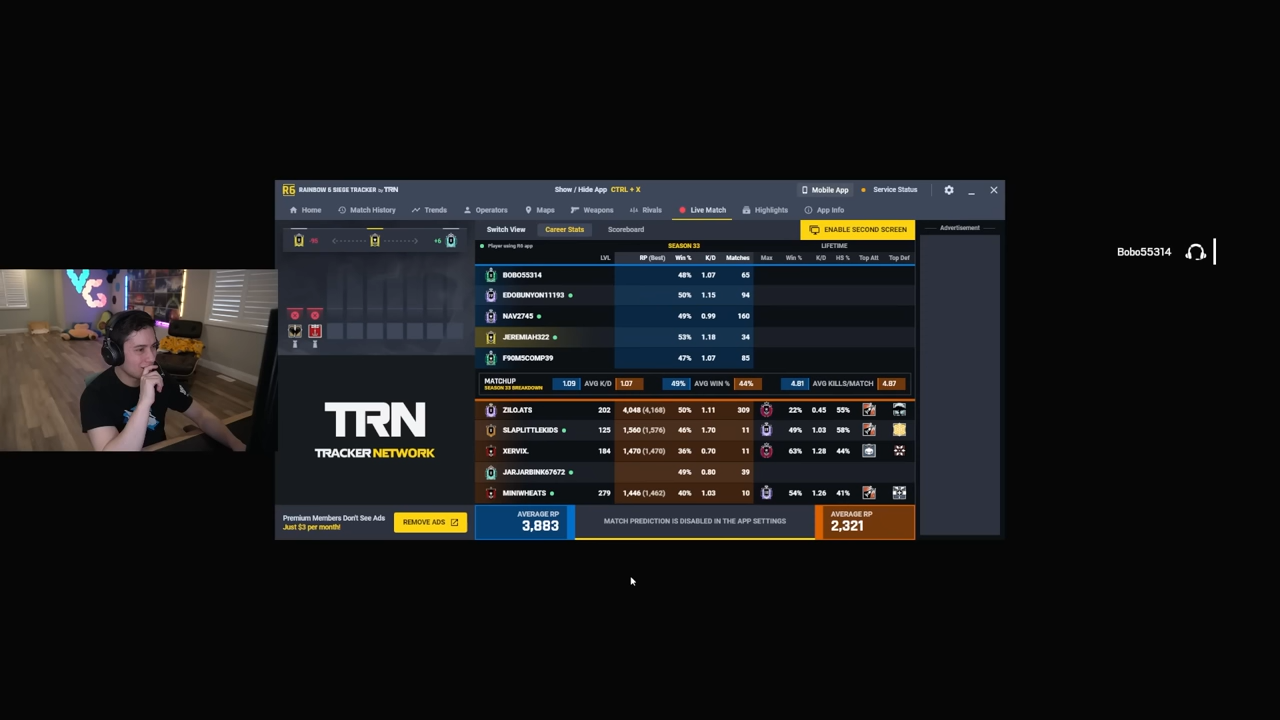 R6 RAINBOW 6 SIEGE TRACKER by TRN Show / Hide App CTRL + X Mobile App Service Status
Home Match History Trends Operators Maps Weapons Rivals Live Match Highlights App Info
Switch View Career Stats Scoreboard ENABLE SECOND SCREEN Advertisement
Player using R6 app SEASON 33 LIFETIME
LVL RP (Best) Win % K/D Matches Max Win % K/D HS % Top Att Top Def
BOBO55314 48% 1.07 65
EDOBUNYON11193 50% 1.15 94
NAV2745 49% 0.99 160
JEREMIAH322 53% 1.18 34
F90M5COMP39 47% 1.07 85
MATCHUP
SEASON 33 BREAKDOWN
1.09 AVG K/D 1.07 49% AVG WIN % 44% 4.81 AVG KILLS/MATCH 4.87
ZILO.ATS 202 4,048 (4,168) 50% 1.11 309 22% 0.45 55%
SLAPLITTLEKIDS 125 1,560 (1,576) 46% 1.70 11 49% 1.03 58%
XERVIX. 184 1,470 (1,470) 36% 0.70 11 63% 1.28 44%
JARJARBINK67672 49% 0.80 39
MINIWHEATS 279 1,446 (1,462) 40% 1.03 10 54% 1.26 41%
AVERAGE RP
3,883
MATCH PREDICTION IS DISABLED IN THE APP SETTINGS
AVERAGE RP
2,321
+6
TRN
TRACKER NETWORK
Premium Members Don't See Ads
Just $3 per month!
REMOVE ADS
Bobo55314